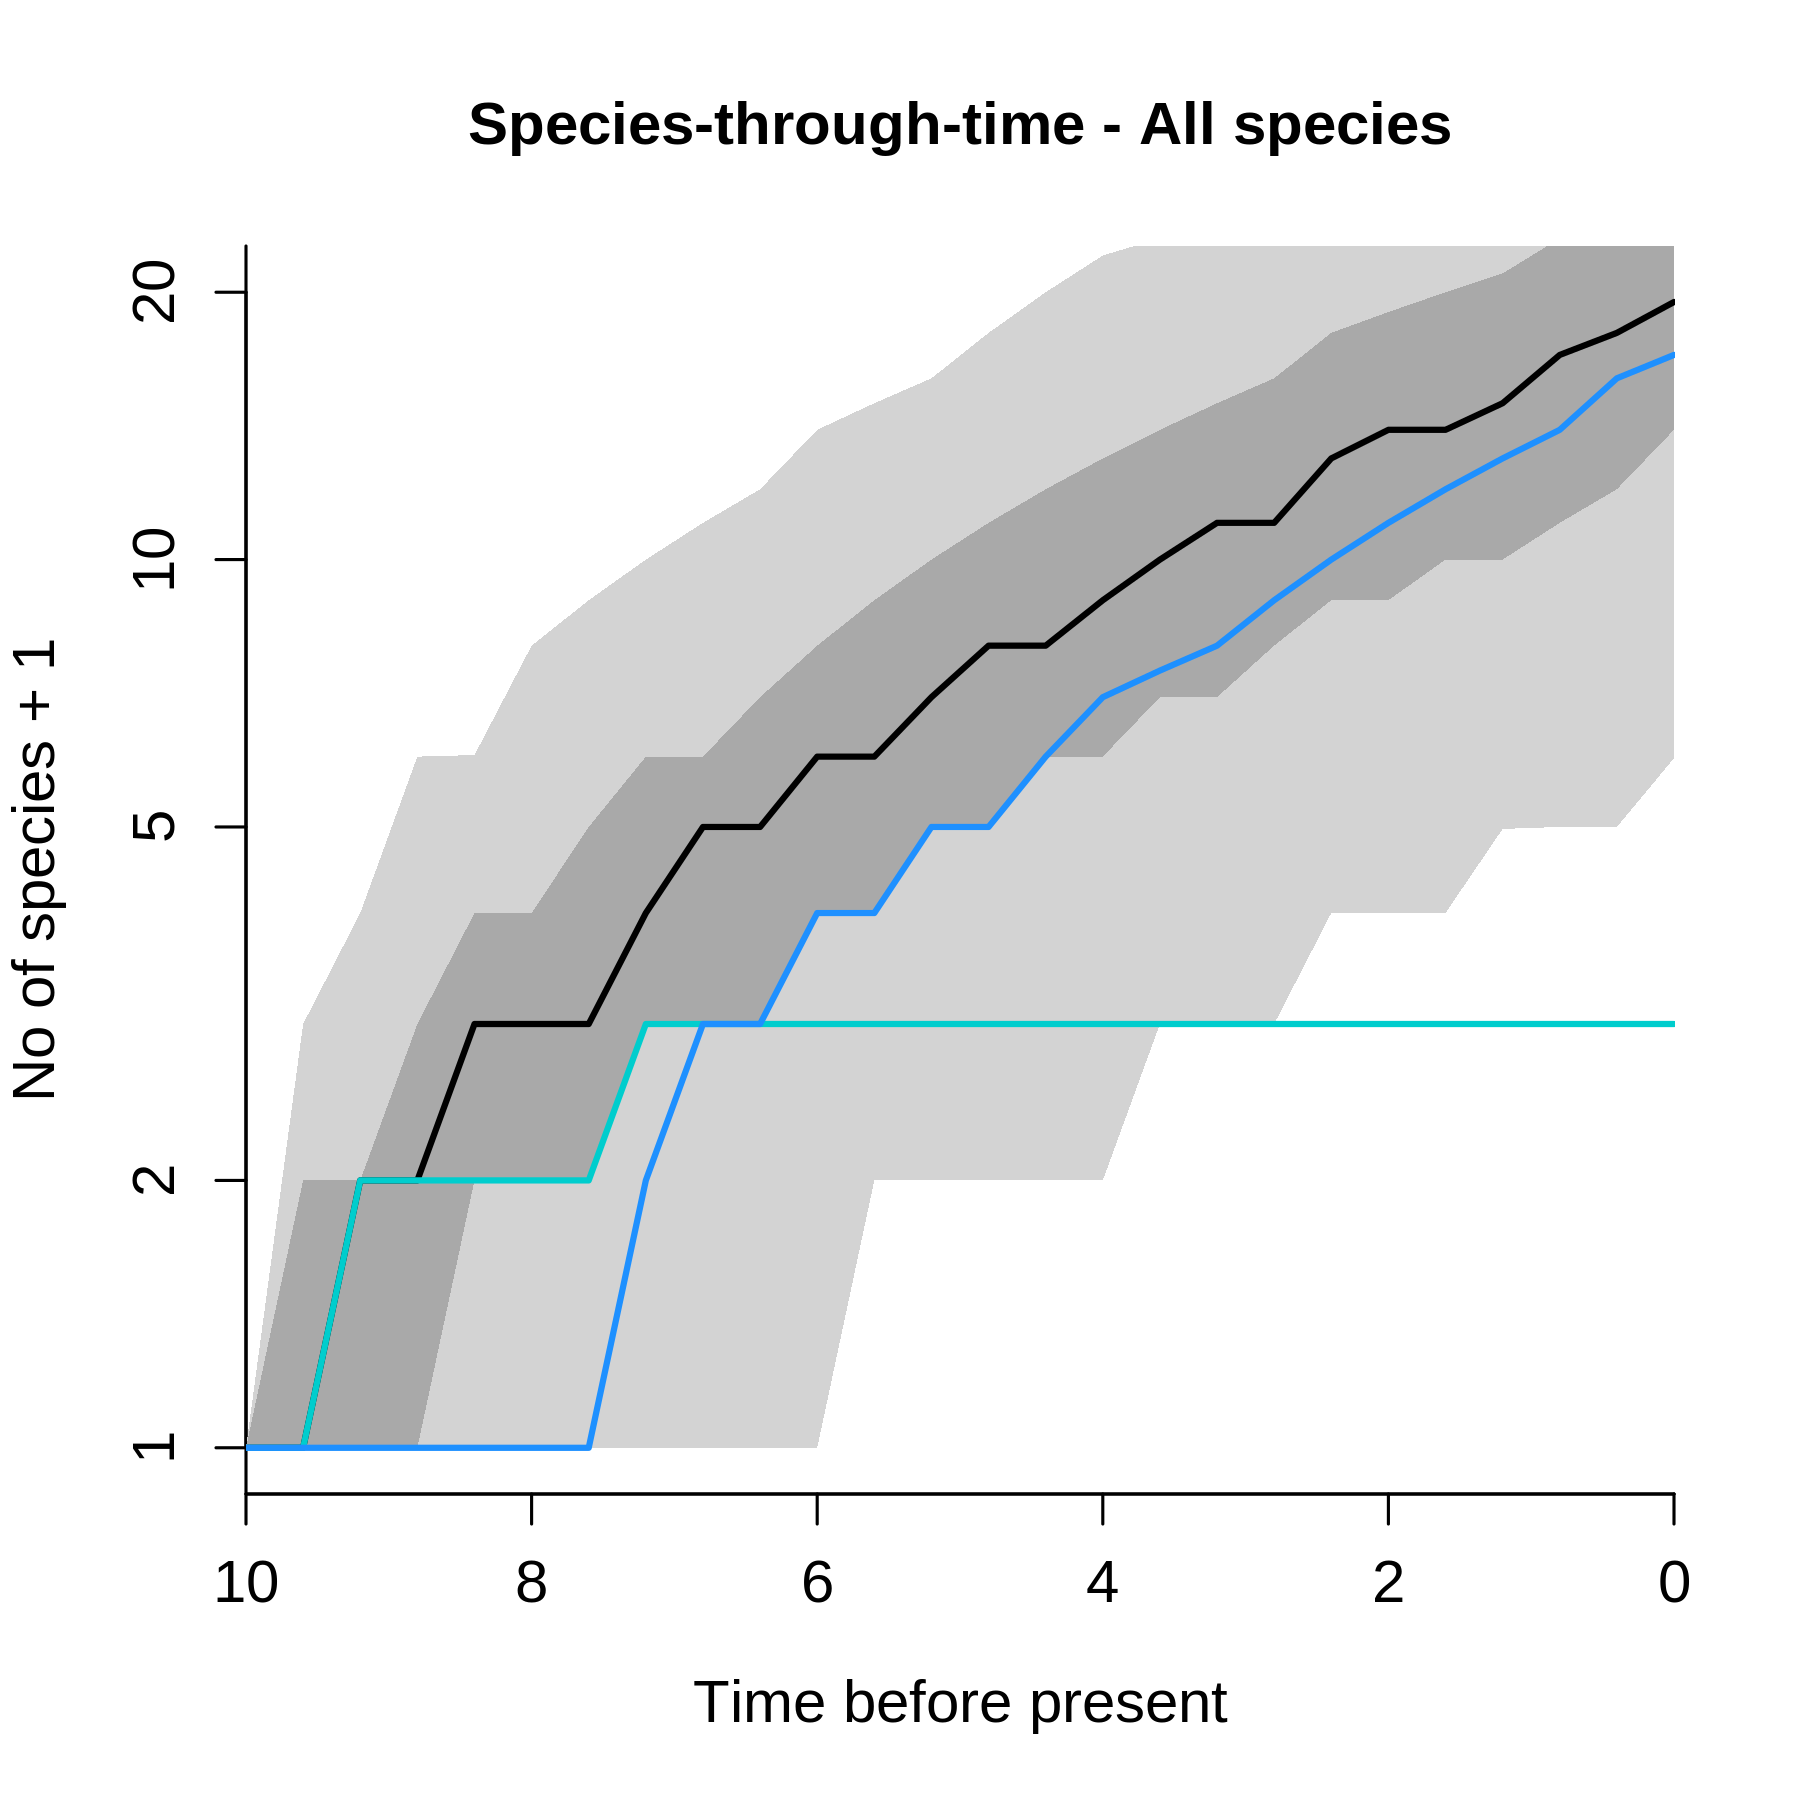 Species-through-time - All species
No of species + 1
20
10
5
2
1
10 8 6 4 2 0
Time before present